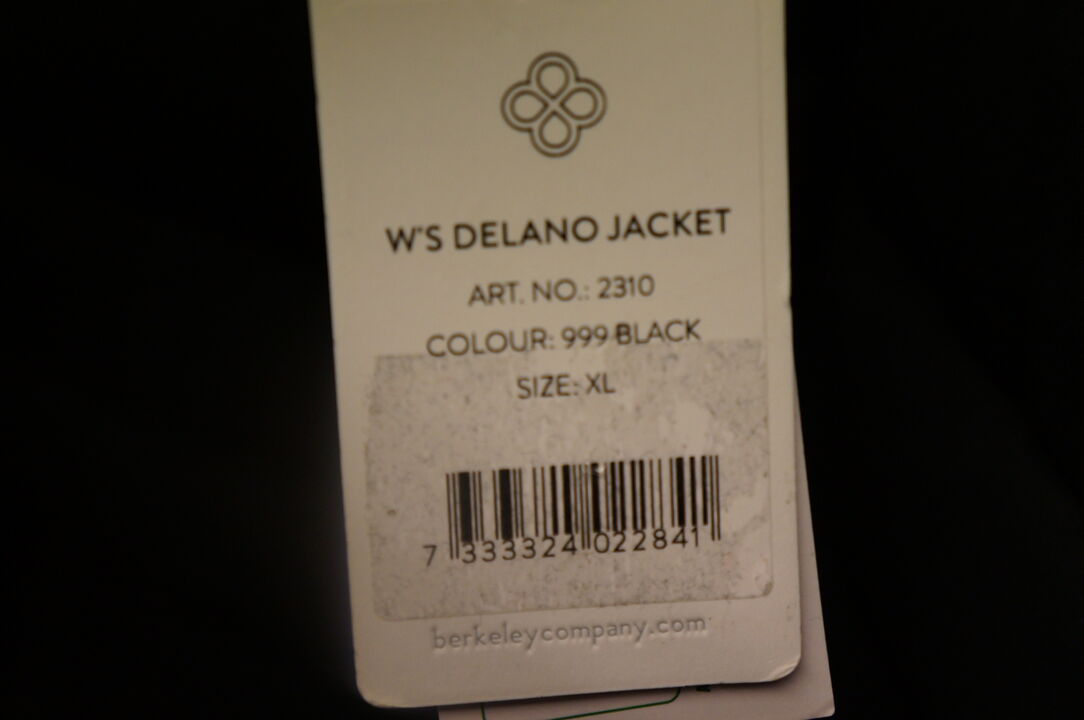 W'S DELANO JACKET
ART. NO.: 2310
COLOUR: 999 BLACK
SIZE: XL
7 333324 022841
berkeleycompany.com